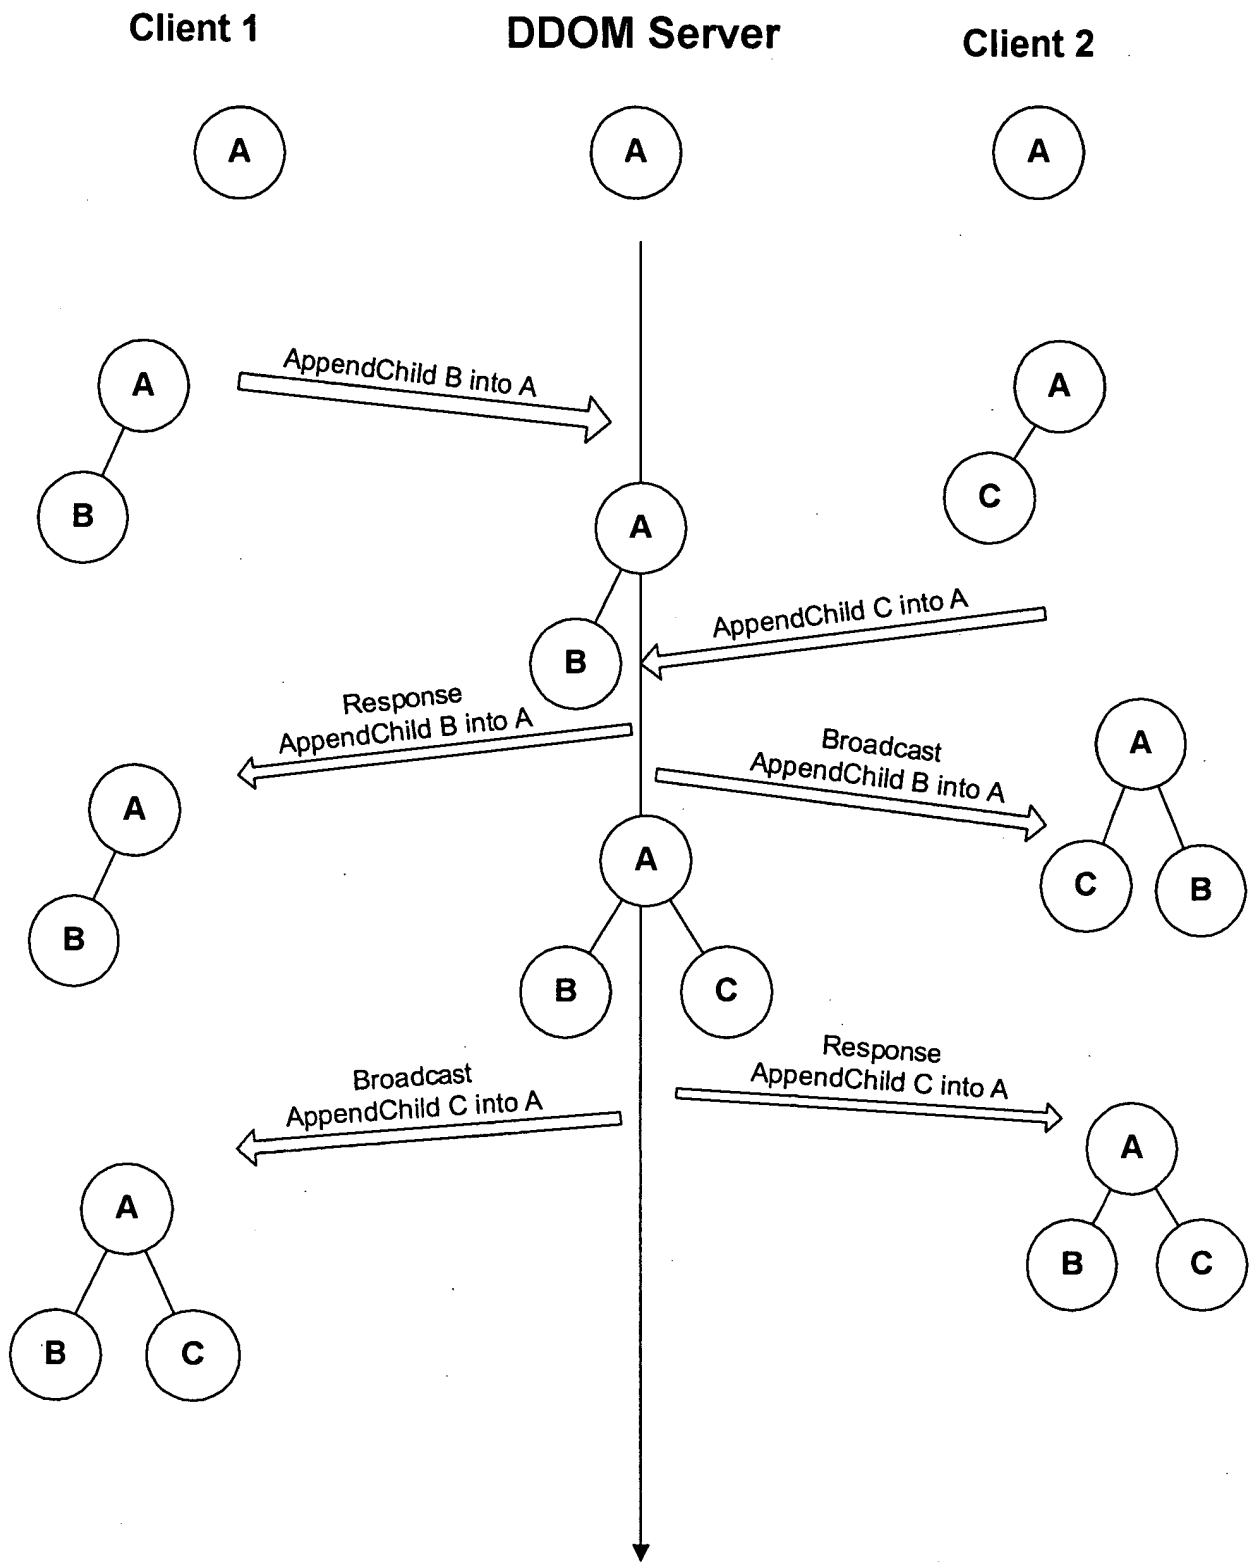 Client 1
DDOM Server
Client 2
A
A
A
AppendChild B into A
A
A
B
C
A
AppendChild C into A
B
Response
AppendChild B into A
Broadcast
AppendChild B into A
A
A
A
C
B
B
B
C
Response
AppendChild C into A
Broadcast
AppendChild C into A
A
A
B
C
B
C